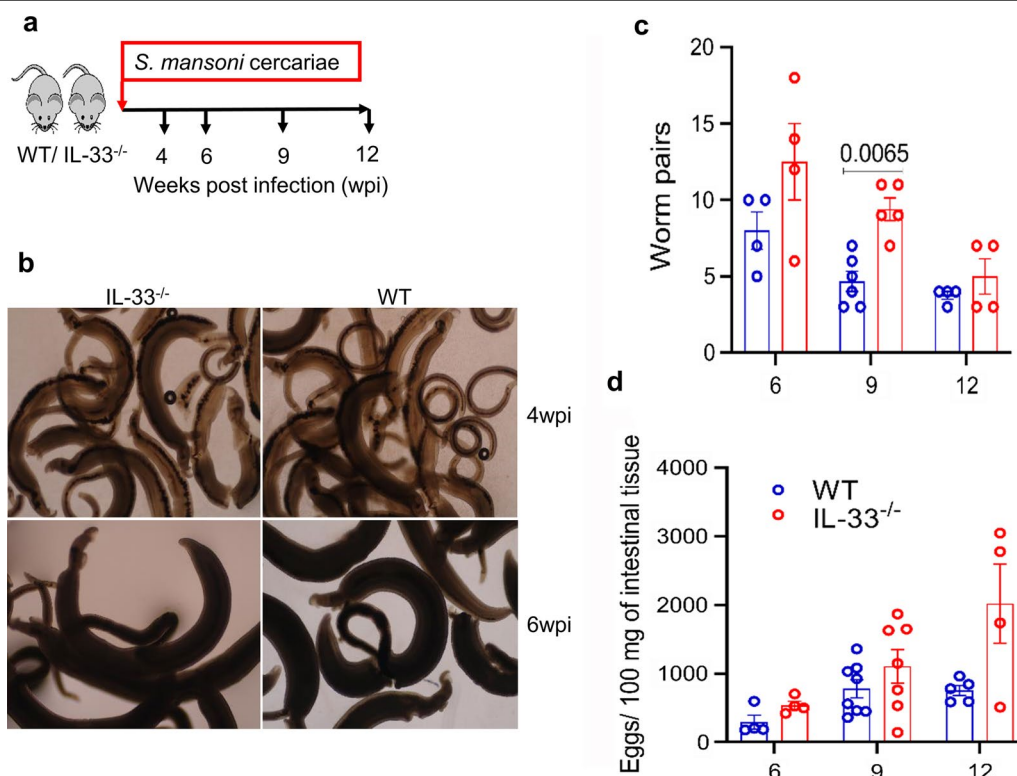 a
S. mansoni cercariae
WT/ IL-33-/-
4 6 9 12
Weeks post infection (wpi)
b
IL-33-/- WT
4wpi
6wpi
c
Worm pairs
20
15
10
5
0
0.0065
6 9 12
d
Eggs/ 100 mg of intestinal tissue
4000
3000
2000
1000
0
WT
IL-33-/-
6 9 12